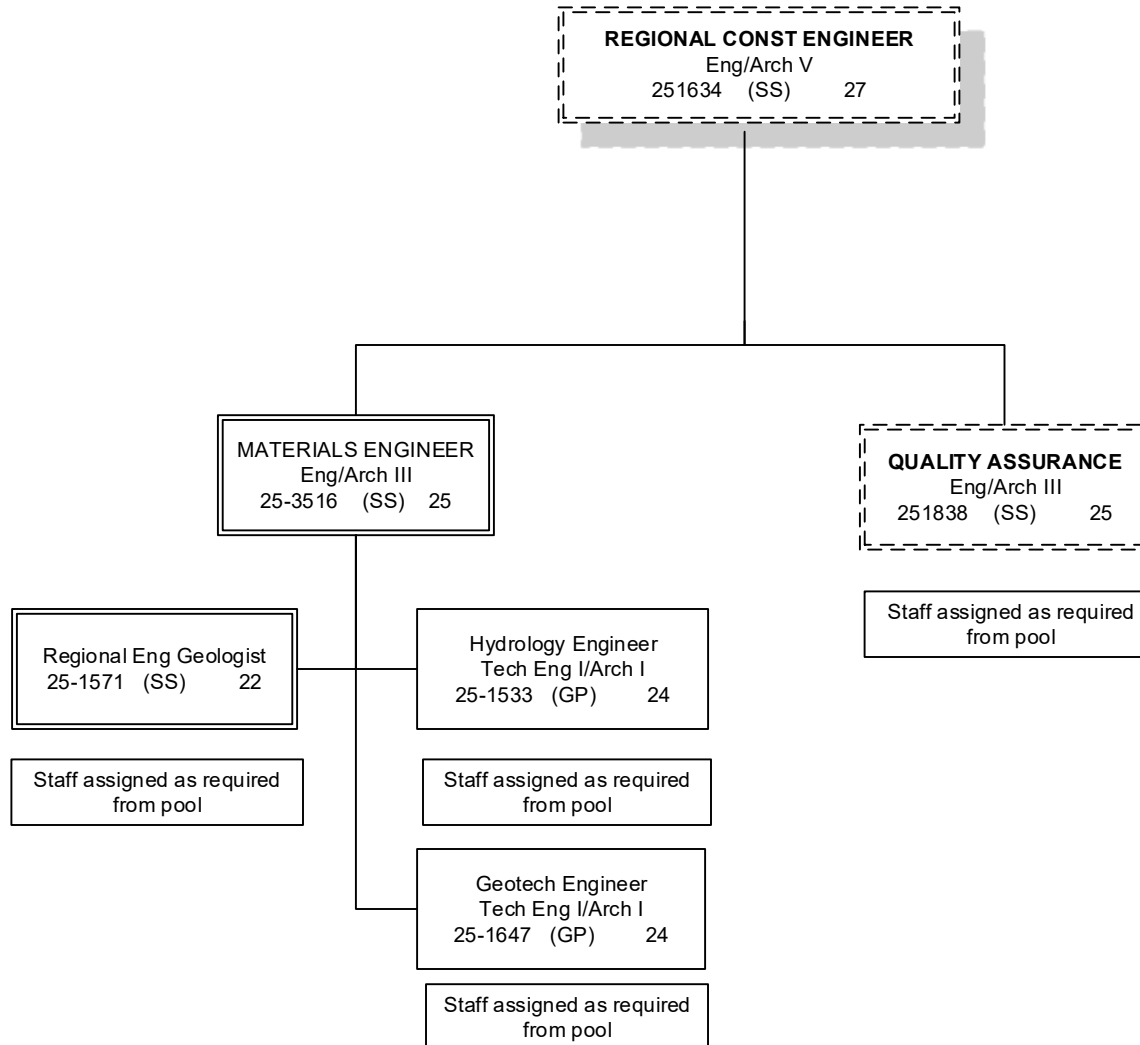 REGIONAL CONST ENGINEER
Eng/Arch V
251634 (SS) 27
MATERIALS ENGINEER
Eng/Arch III
25-3516 (SS) 25
QUALITY ASSURANCE
Eng/Arch III
251838 (SS) 25
Staff assigned as required
from pool
Regional Eng Geologist
25-1571 (SS) 22
Hydrology Engineer
Tech Eng I/Arch I
25-1533 (GP) 24
Staff assigned as required
from pool
Staff assigned as required
from pool
Geotech Engineer
Tech Eng I/Arch I
25-1647 (GP) 24
Staff assigned as required
from pool